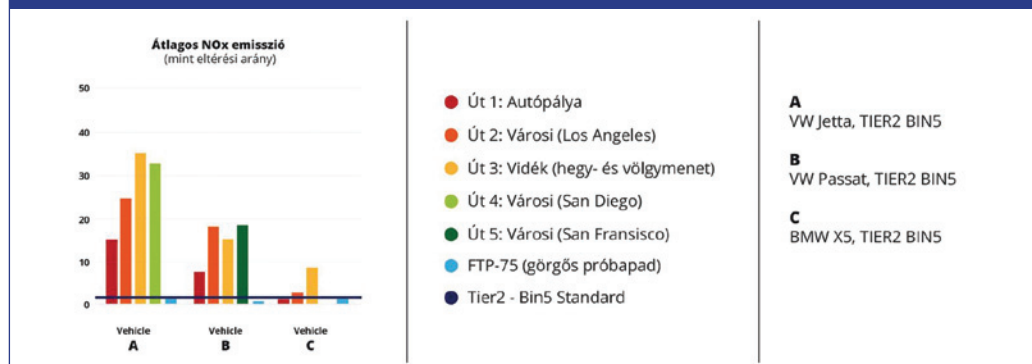 Átlagos NOx emisszió
(mint eltérési arány)
50
40
30
20
10
0
Vehicle
A
Vehicle
B
Vehicle
C
Út 1: Autópálya
Út 2: Városi (Los Angeles)
Út 3: Vidék (hegy- és völgymenet)
Út 4: Városi (San Diego)
Út 5: Városi (San Fransisco)
FTP-75 (görgős próbapad)
Tier2 - Bin5 Standard
A
VW Jetta, TIER2 BIN5
B
VW Passat, TIER2 BIN5
C
BMW X5, TIER2 BIN5